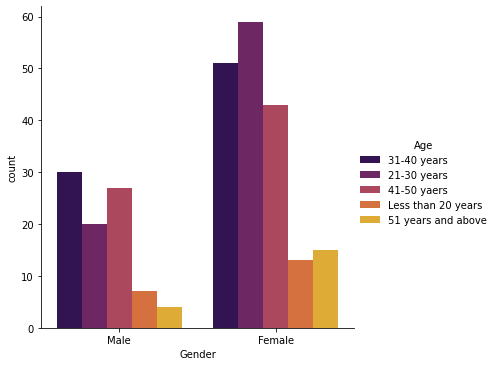 60
50
40
30
20
10
0
count
Male
Female
Gender
Age
31-40 years
21-30 years
41-50 yaers
Less than 20 years
51 years and above